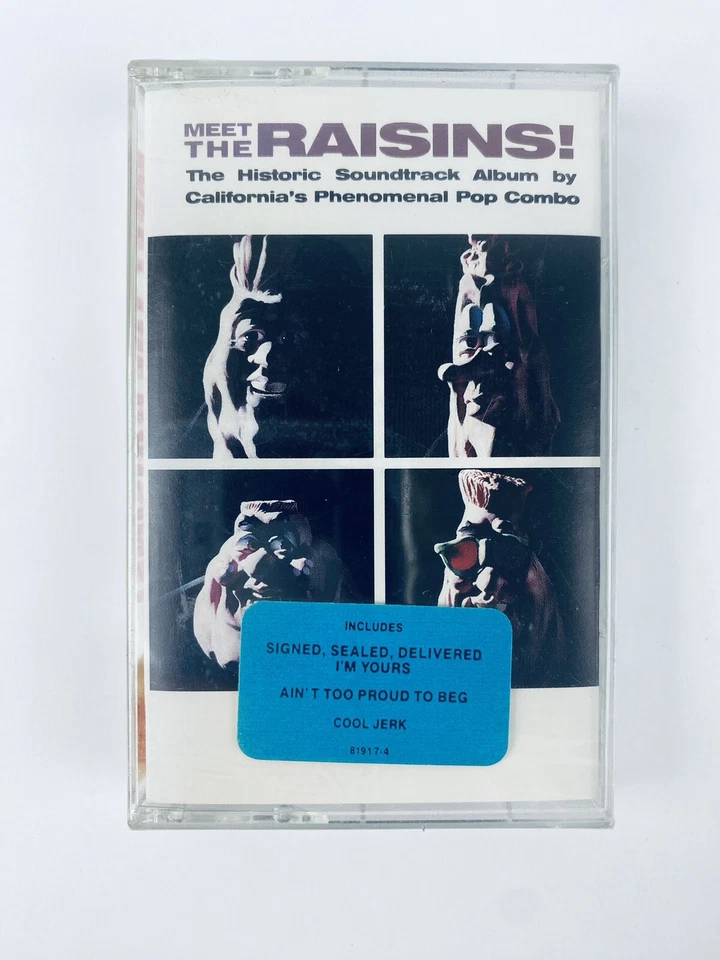 MEET
THE RAISINS!
The Historic Soundtrack Album by
California's Phenomenal Pop Combo
INCLUDES
SIGNED, SEALED, DELIVERED
I'M YOURS
AIN'T TOO PROUD TO BEG
COOL JERK
81917-4